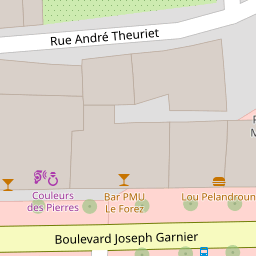 Rue André Theuriet
Couleurs
des Pierres
Bar PMU
Le Forez
Lou Pelandroun
Boulevard Joseph Garnier